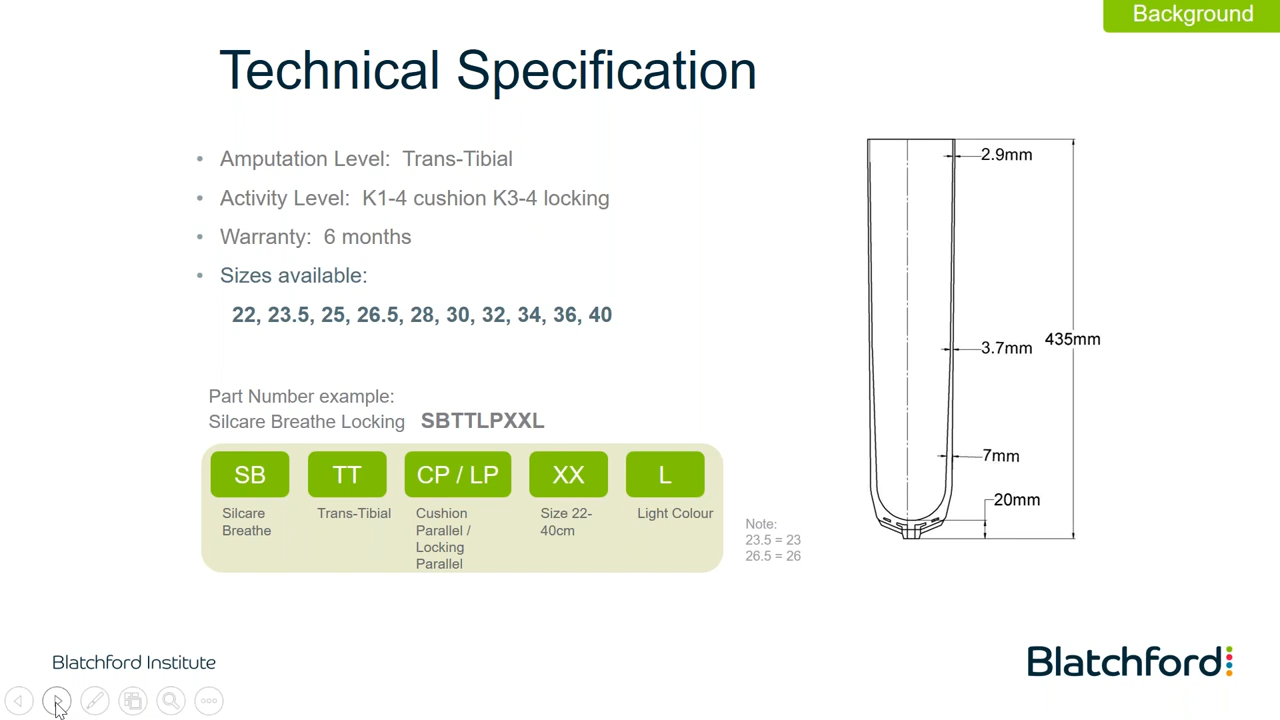 Background
Technical Specification
• Amputation Level: Trans-Tibial
• Activity Level: K1-4 cushion K3-4 locking
• Warranty: 6 months
• Sizes available:
22, 23.5, 25, 26.5, 28, 30, 32, 34, 36, 40
Part Number example:
Silcare Breathe Locking SBTTLPXXL
SB TT CP / LP XX L
Silcare
Breathe
Trans-Tibial
Cushion
Parallel /
Locking
Parallel
Size 22-
40cm
Light Colour
Note:
23.5 = 23
26.5 = 26
2.9mm
435mm
3.7mm
7mm
20mm
Blatchford Institute
Blatchford